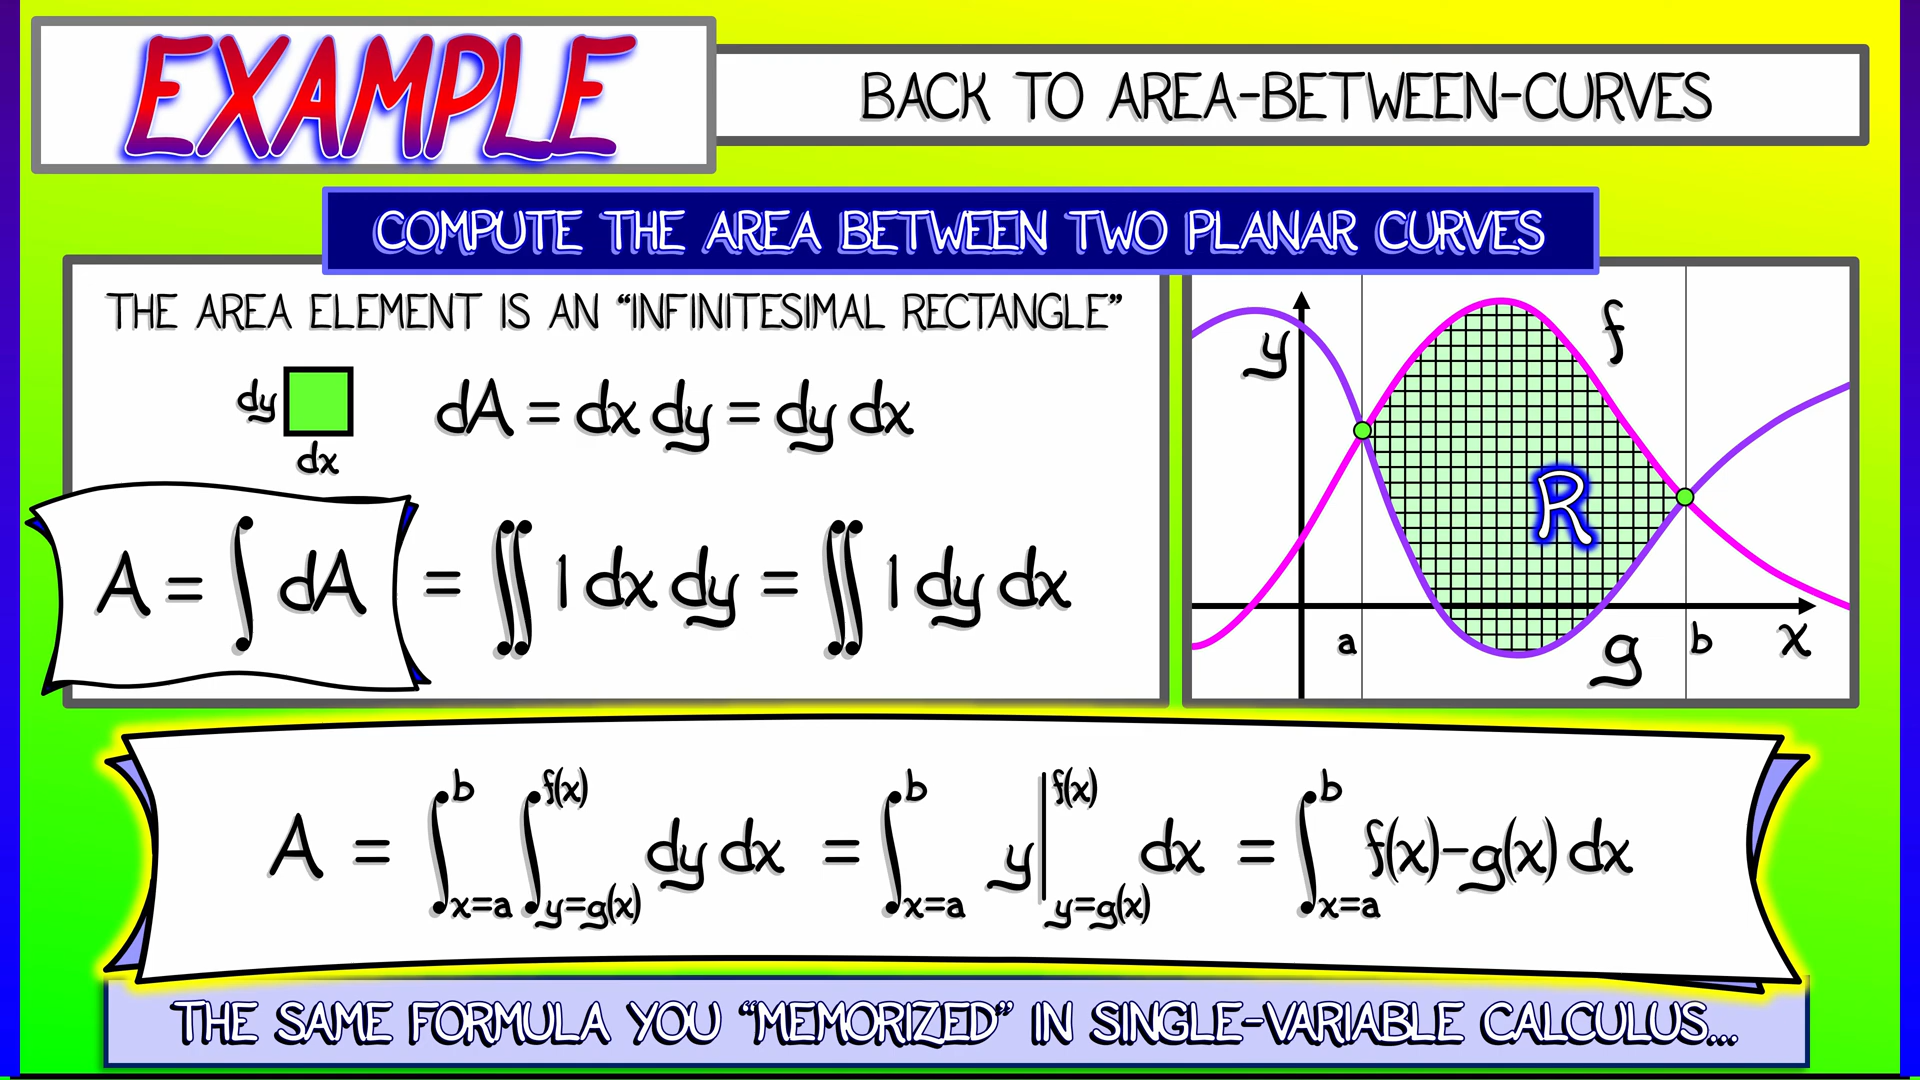 EXAMPLE
BACK TO AREA-BETWEEN-CURVES
COMPUTE THE AREA BETWEEN TWO PLANAR CURVES
THE AREA ELEMENT IS AN “INFINITESIMAL RECTANGLE”
dy
dx
dA = dx dy = dy dx
A = ∫ dA = ∬ 1 dx dy = ∬ 1 dy dx
y
f
R
a
g
b
x
A = ∫_{x=a}^{b} ∫_{y=g(x)}^{f(x)} dy dx = ∫_{x=a}^{b} y|_{y=g(x)}^{f(x)} dx = ∫_{x=a}^{b} f(x)-g(x) dx
THE SAME FORMULA YOU “MEMORIZED” IN SINGLE-VARIABLE CALCULUS...